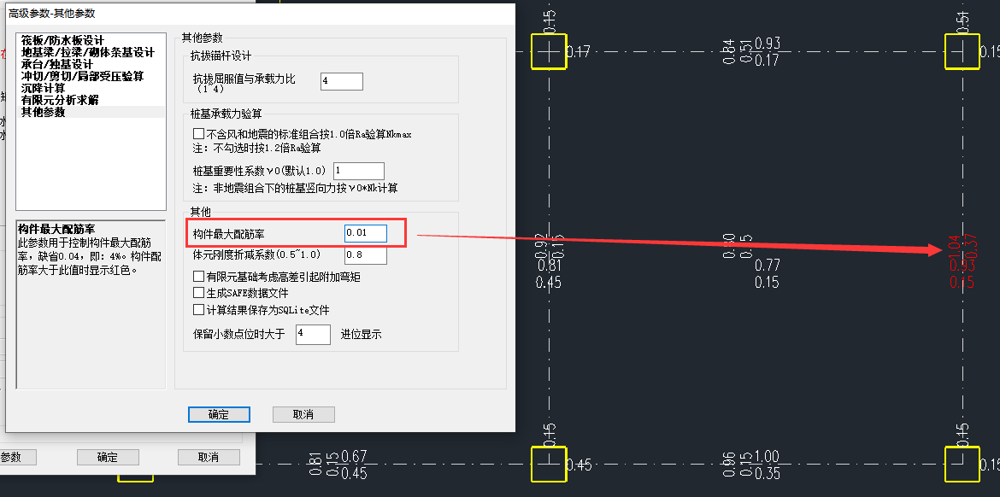 高级参数-其他参数
筏板/防水板设计
地基梁/拉梁/砌体条基设计
承台/独基设计
冲切/剪切/局部受压验算
沉降计算
有限元分析求解
其他参数
构件最大配筋率
此参数用于控制构件最大配筋率，缺省0.04，即：4%。构件配筋率大于此值时显示红色。
其他参数
抗拔锚杆设计
抗拔屈服值与承载力比
（1~4）
4
桩基承载力验算
不含风和地震的标准组合按1.0倍Ra验算Nkmax
注：不勾选时按1.2倍Ra验算
桩基重要性系数γ0(默认1.0)
1
注：非地震组合下的桩基竖向力按γ0*Nk计算
其他
构件最大配筋率
0.01
体元刚度折减系数(0.5~1.0)
0.8
有限元基础考虑高差引起附加弯矩
生成SAFE数据文件
计算结果保存为SQLite文件
保留小数点位时大于
4
进位显示
确定
取消
参数
确定
取消
0.15
0.17
0.84
0.51
0.93
0.17
0.51
0.15
0.15
0.81
0.45
0.77
0.15
1.04
0.37
0.93
0.15
0.81
0.15
0.67
0.45
0.15
0.45
0.96
0.15
1.00
0.35
0.45